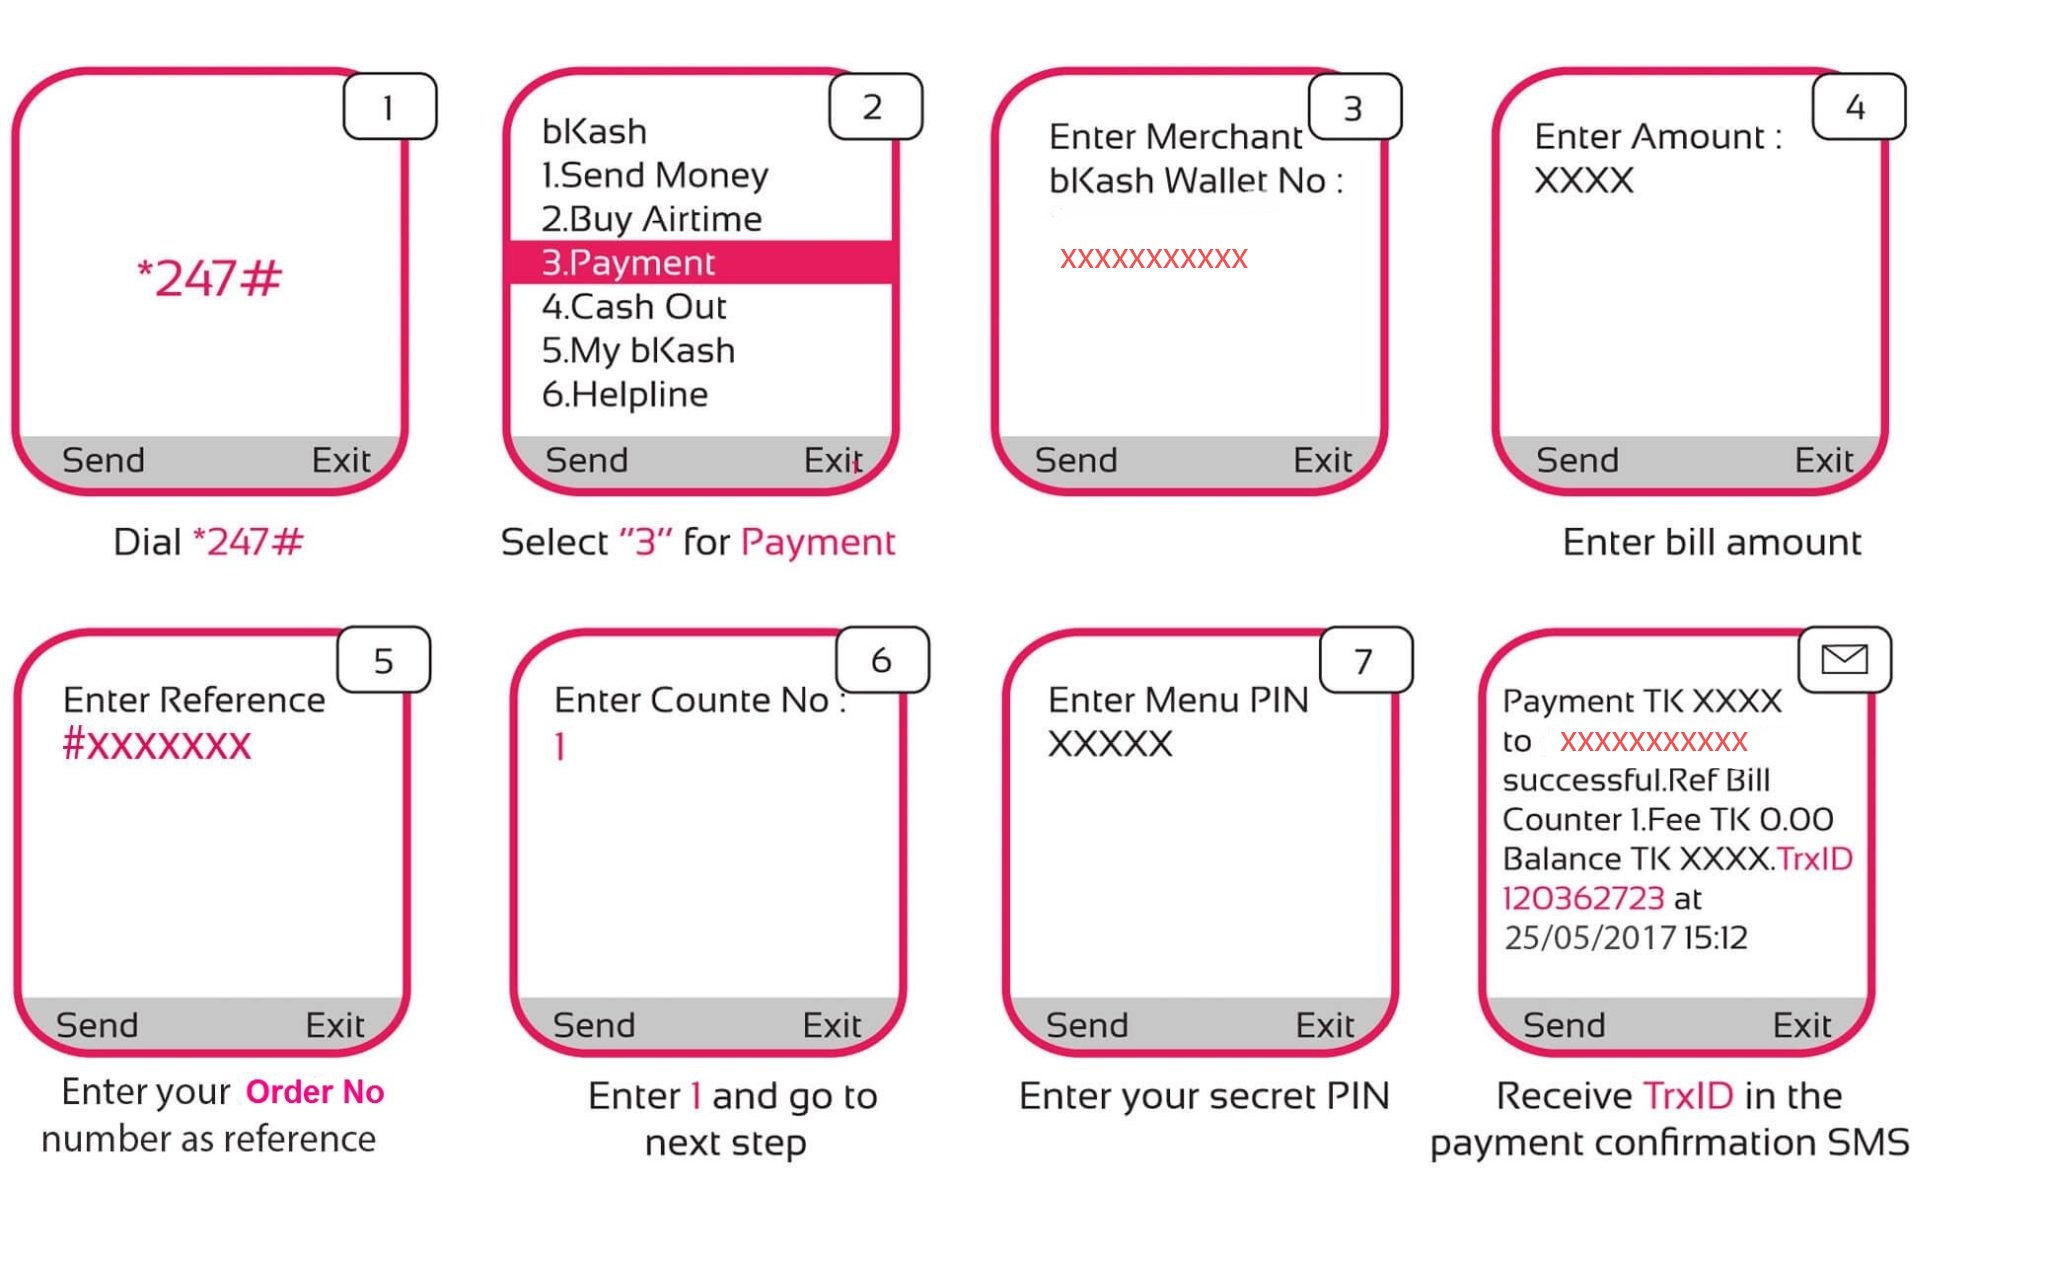 1
*247#
Send Exit
Dial *247#
2
bKash
1.Send Money
2.Buy Airtime
3.Payment
4.Cash Out
5.My bKash
6.Helpline
Send Exit
Select "3" for Payment
3
Enter Merchant
bKash Wallet No :
XXXXXXXXXXX
Send Exit
4
Enter Amount :
XXXX
Send Exit
Enter bill amount
5
Enter Reference
#XXXXXXX
Send Exit
Enter your Order No
number as reference
6
Enter Counte No :
1
Send Exit
Enter 1 and go to
next step
7
Enter Menu PIN
XXXXX
Send Exit
Enter your secret PIN
Payment TK XXXX
to XXXXXXXXXXX
successful.Ref Bill
Counter 1.Fee TK 0.00
Balance TK XXXX.TrxID
120362723 at
25/05/2017 15:12
Send Exit
Receive TrxID in the
payment confirmation SMS